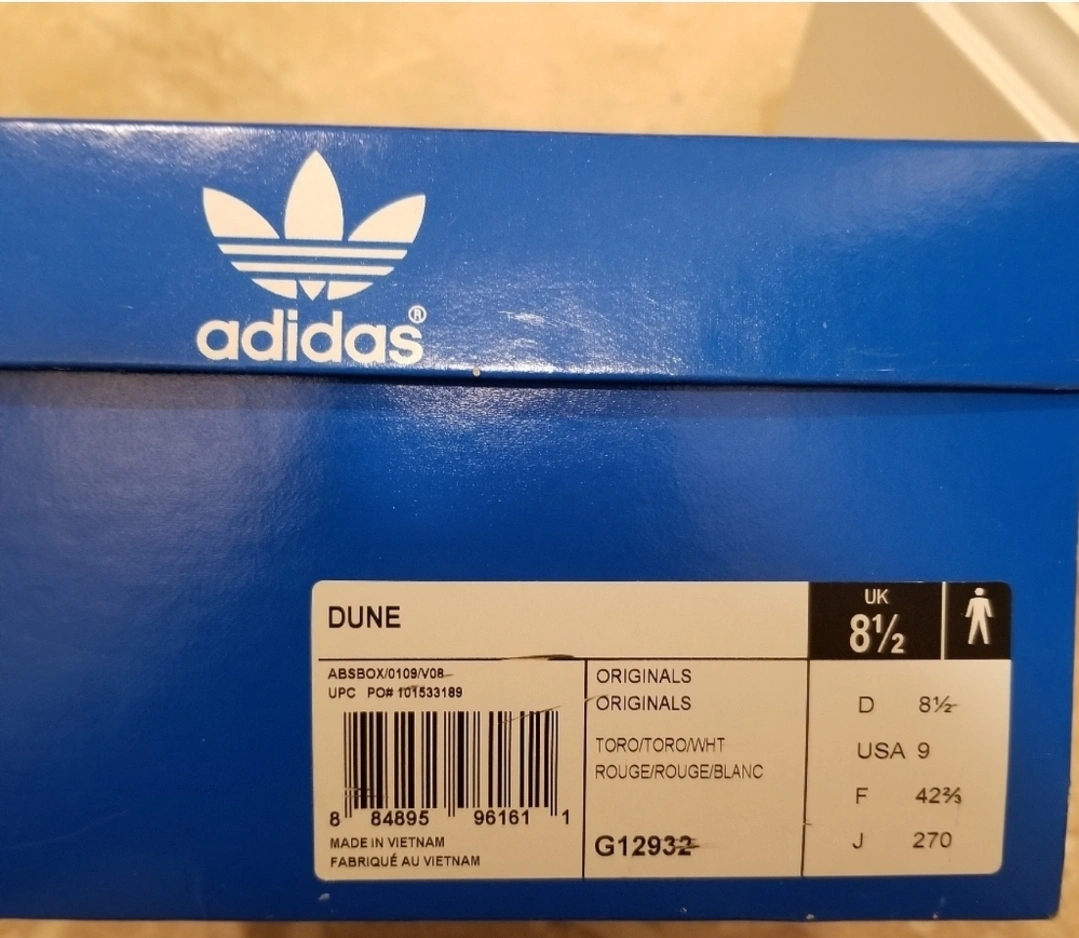 adidas®
DUNE
UK
8½
ABSBOX/0109/V08
UPC PO# 101533189
8 84895 96161 1
MADE IN VIETNAM
FABRIQUÉ AU VIETNAM
ORIGINALS
ORIGINALS
TORO/TORO/WHT
ROUGE/ROUGE/BLANC
G12932
D 8½
USA 9
F 42⅔
J 270